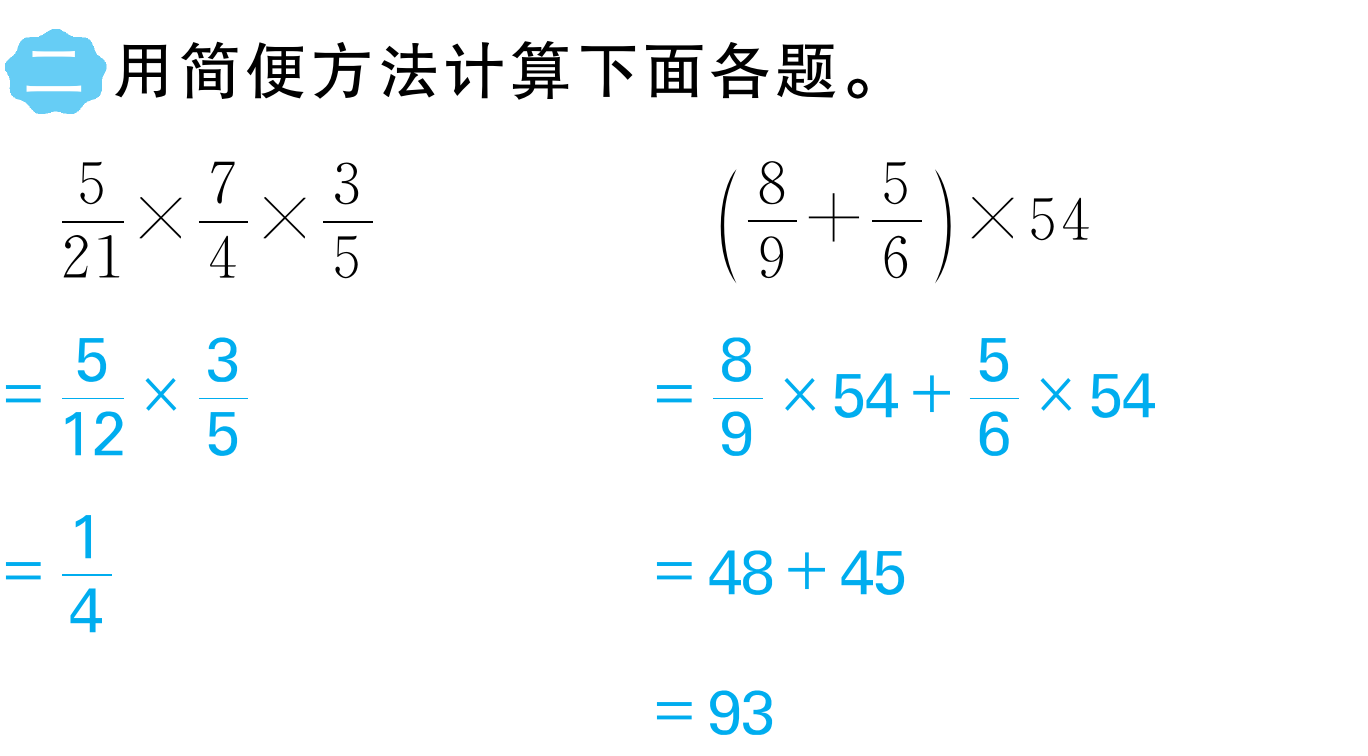 二 用简便方法计算下面各题。
5/21 × 7/4 × 3/5
= 5/12 × 3/5
= 1/4
(8/9 + 5/6) × 54
= 8/9 × 54 + 5/6 × 54
= 48 + 45
= 93